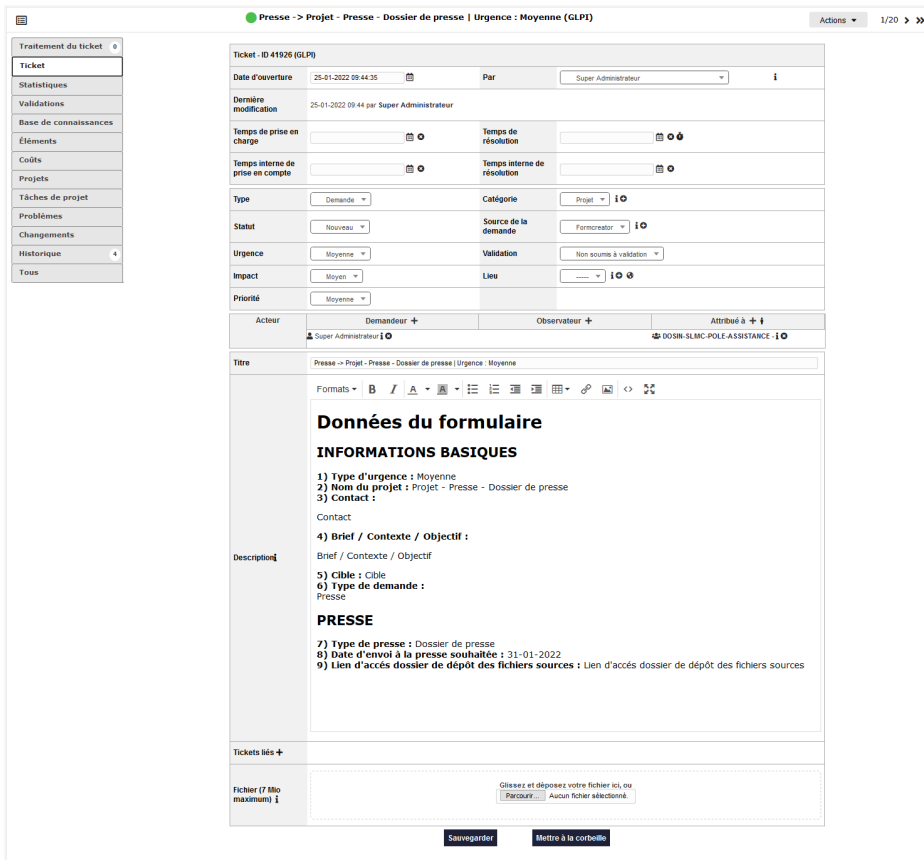 Presse -> Projet - Presse - Dossier de presse | Urgence : Moyenne (GLPI)
Actions
1/20
Traitement du ticket 0
Ticket
Statistiques
Validations
Base de connaissances
Éléments
Coûts
Projets
Tâches de projet
Problèmes
Changements
Historique 4
Tous
Ticket - ID 41926 (GLPI)
Date d'ouverture 25-01-2022 09:44:35 Par Super Administrateur
Dernière
modification
25-01-2022 09:44 par Super Administrateur
Temps de prise en
charge
Temps de
résolution
Temps interne de
prise en compte
Temps interne de
résolution
Type Demande Catégorie Projet
Statut Nouveau Source de la
demande
Formcreator
Urgence Moyenne Validation Non soumis à validation
Impact Moyen Lieu -----
Priorité Moyenne
Acteur Demandeur + Observateur + Attribué à +
Super Administrateur DOSIN-SLMC-POLE-ASSISTANCE -
Titre Presse -> Projet - Presse - Dossier de presse | Urgence : Moyenne
Formats B I A A
Données du formulaire
INFORMATIONS BASIQUES
1) Type d'urgence : Moyenne
2) Nom du projet : Projet - Presse - Dossier de presse
3) Contact :
Contact
4) Brief / Contexte / Objectif :
Description
Brief / Contexte / Objectif
5) Cible : Cible
6) Type de demande :
Presse
PRESSE
7) Type de presse : Dossier de presse
8) Date d'envoi à la presse souhaitée : 31-01-2022
9) Lien d'accés dossier de dépôt des fichiers sources : Lien d'accés dossier de dépôt des fichiers sources
Tickets liés +
Fichier (7 Mio
maximum)
Glissez et déposez votre fichier ici, ou
Parcourir... Aucun fichier sélectionné.
Sauvegarder Mettre à la corbeille